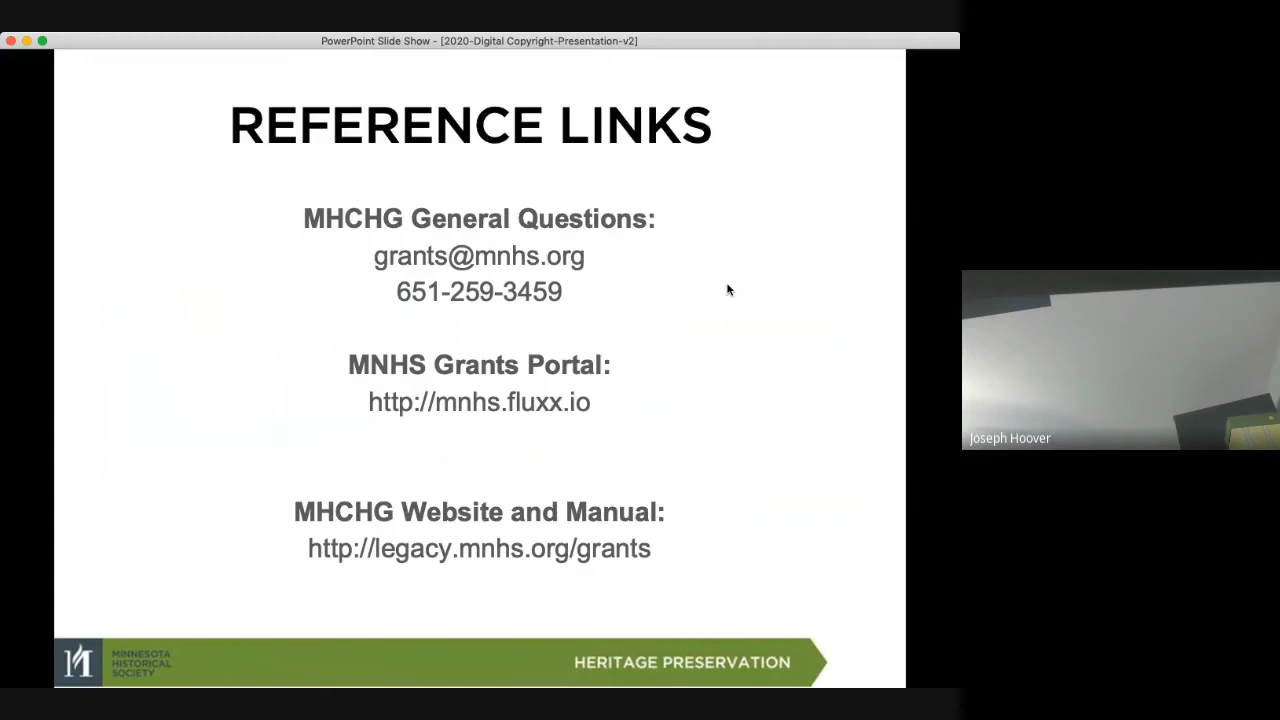 PowerPoint Slide Show - [2020-Digital Copyright-Presentation-v2]
REFERENCE LINKS
MHCHG General Questions:
grants@mnhs.org
651-259-3459
MNHS Grants Portal:
http://mnhs.fluxx.io
MHCHG Website and Manual:
http://legacy.mnhs.org/grants
Joseph Hoover
MINNESOTA
HISTORICAL
SOCIETY
HERITAGE PRESERVATION